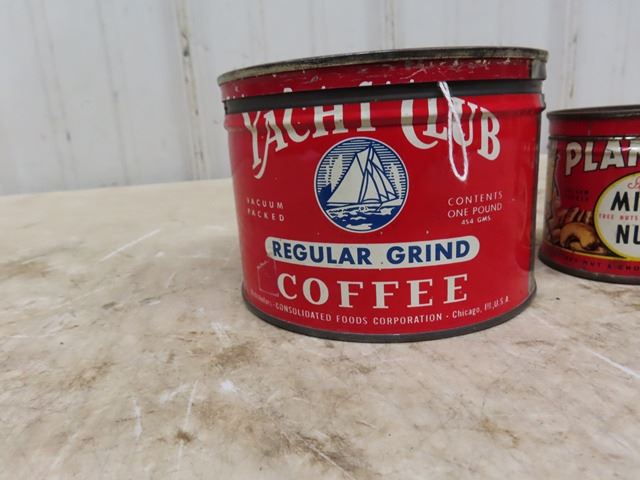 YACHT CLUB
VACUUM
PACKED
CONTENTS
ONE POUND
454 GMS.
REGULAR GRIND
COFFEE
CONSOLIDATED FOODS CORPORATION - Chicago, Ill., U.S.A.
PLAN
MI
NU